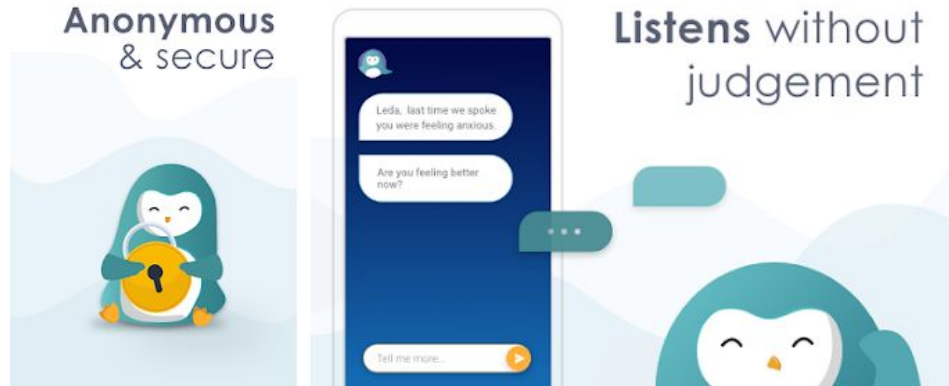 Anonymous
& secure
Leda, last time we spoke
you were feeling anxious.
Are you feeling better
now?
Tell me more...
Listens without
judgement